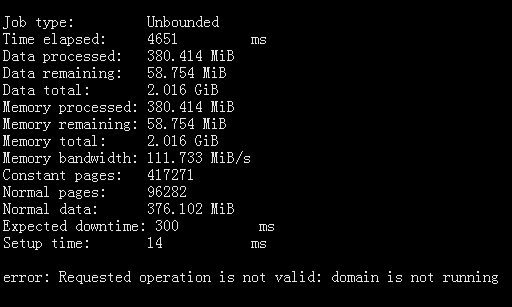 Job type:         Unbounded
Time elapsed:     4651         ms
Data processed:   380.414 MiB
Data remaining:   58.754 MiB
Data total:       2.016 GiB
Memory processed: 380.414 MiB
Memory remaining: 58.754 MiB
Memory total:     2.016 GiB
Memory bandwidth: 111.733 MiB/s
Constant pages:   417271
Normal pages:     96282
Normal data:      376.102 MiB
Expected downtime: 300          ms
Setup time:       14           ms
error: Requested operation is not valid: domain is not running